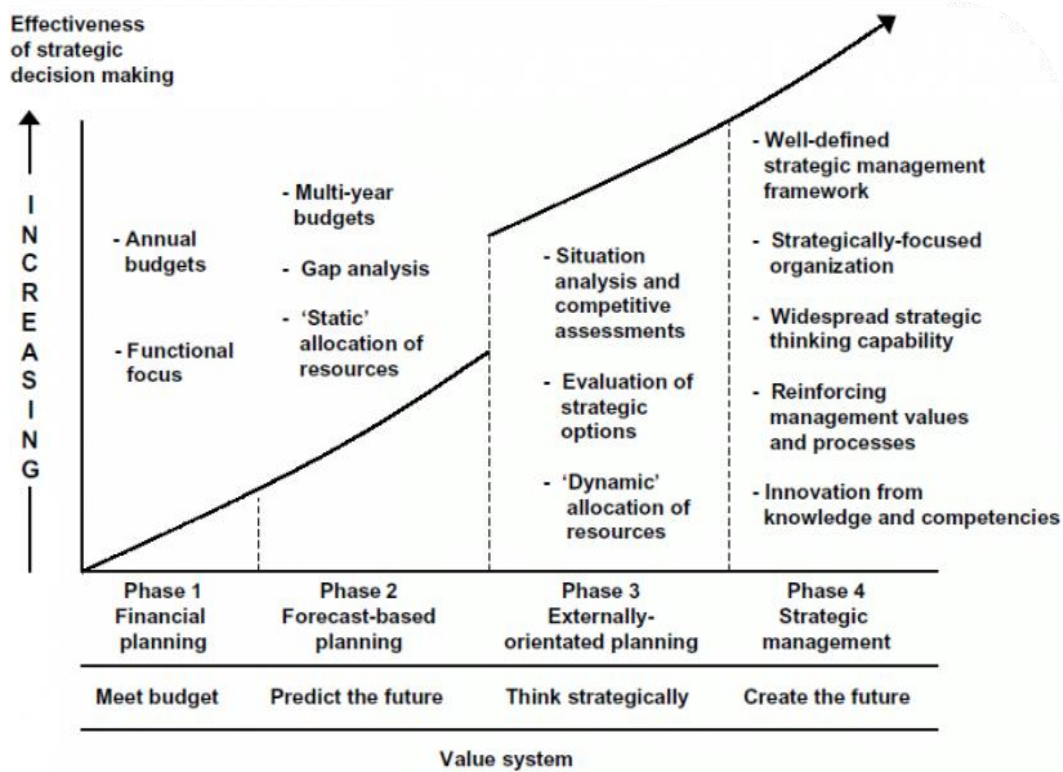 Effectiveness
of strategic
decision making
INCREASING
- Annual
budgets
- Functional
focus
- Multi-year
budgets
- Gap analysis
- ‘Static’
allocation of
resources
- Situation
analysis and
competitive
assessments
- Evaluation of
strategic
options
- ‘Dynamic’
allocation of
resources
- Well-defined
strategic management
framework
- Strategically-focused
organization
- Widespread strategic
thinking capability
- Reinforcing
management values
and processes
- Innovation from
knowledge and competencies
Phase 1
Financial
planning
Phase 2
Forecast-based
planning
Phase 3
Externally-
orientated planning
Phase 4
Strategic
management
Meet budget
Predict the future
Think strategically
Create the future
Value system